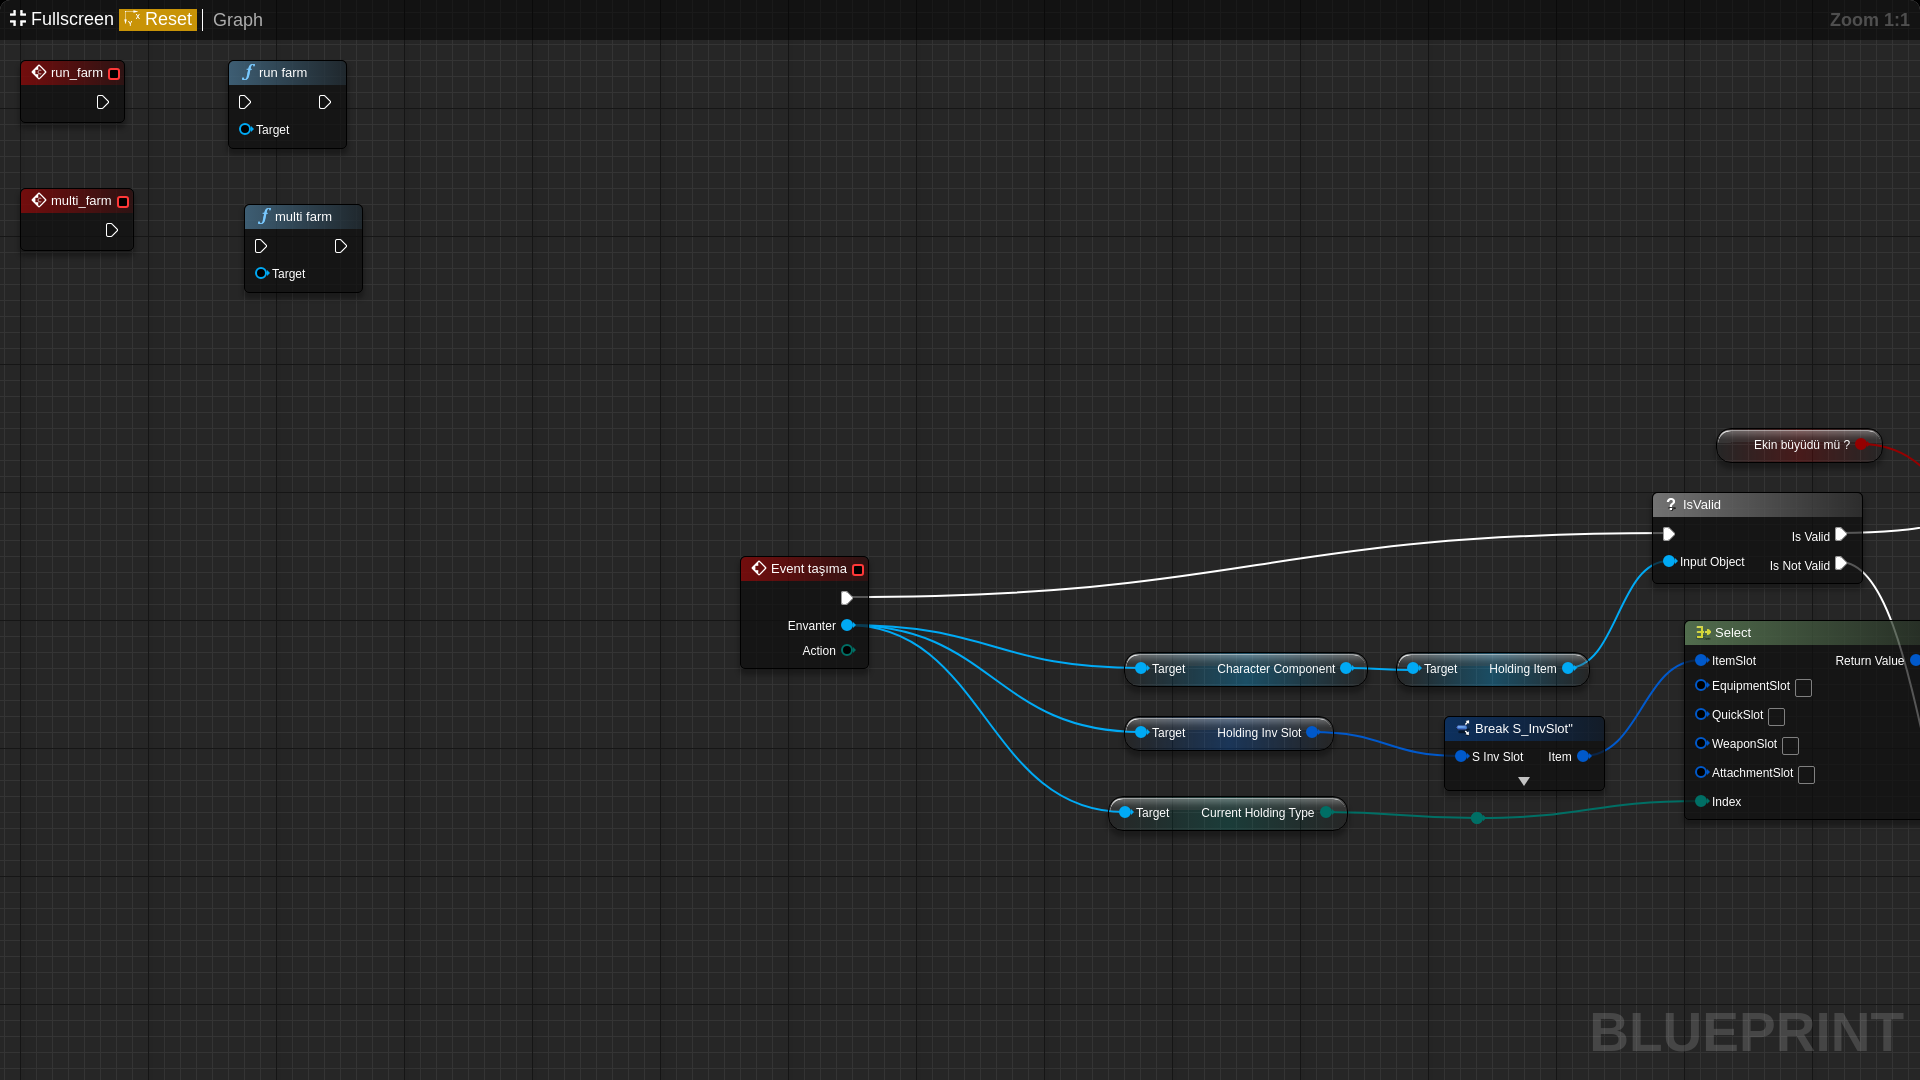 Fullscreen Reset Graph
Zoom 1:1
run_farm
run farm
Target
multi_farm
multi farm
Target
Ekin büyüdü mü ?
? IsValid
Is Valid
Input Object
Is Not Valid
Event taşıma
Envanter
Action
Target Character Component
Target Holding Item
Target Holding Inv Slot
Break S_InvSlot"
S Inv Slot Item
Target Current Holding Type
Select
ItemSlot Return Value
EquipmentSlot
QuickSlot
WeaponSlot
AttachmentSlot
Index
BLUEPRINT